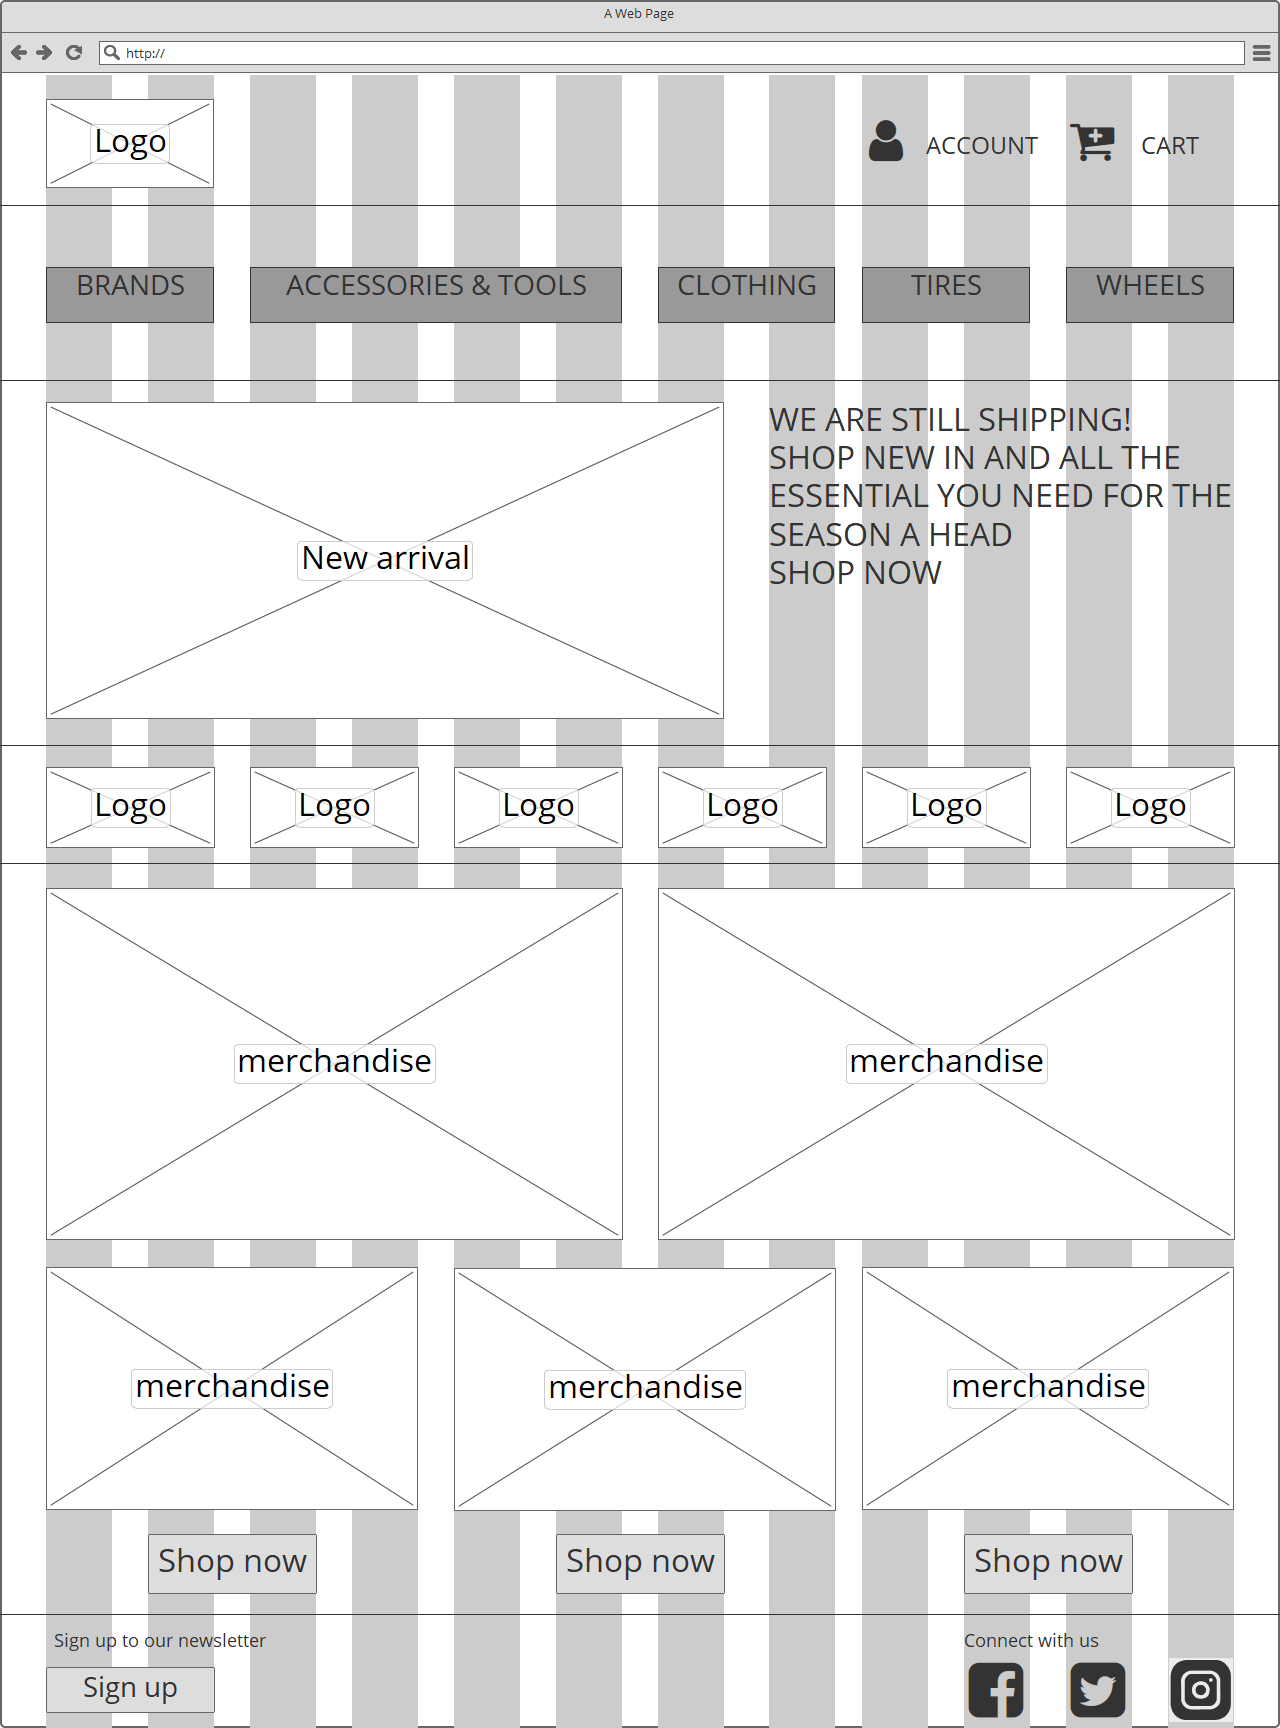 A Web Page
http://
Logo
ACCOUNT
CART
BRANDS
ACCESSORIES & TOOLS
CLOTHING
TIRES
WHEELS
New arrival
WE ARE STILL SHIPPING!
SHOP NEW IN AND ALL THE
ESSENTIAL YOU NEED FOR THE
SEASON A HEAD
SHOP NOW
Logo
Logo
Logo
Logo
Logo
Logo
merchandise
merchandise
merchandise
merchandise
merchandise
Shop now
Shop now
Shop now
Sign up to our newsletter
Sign up
Connect with us